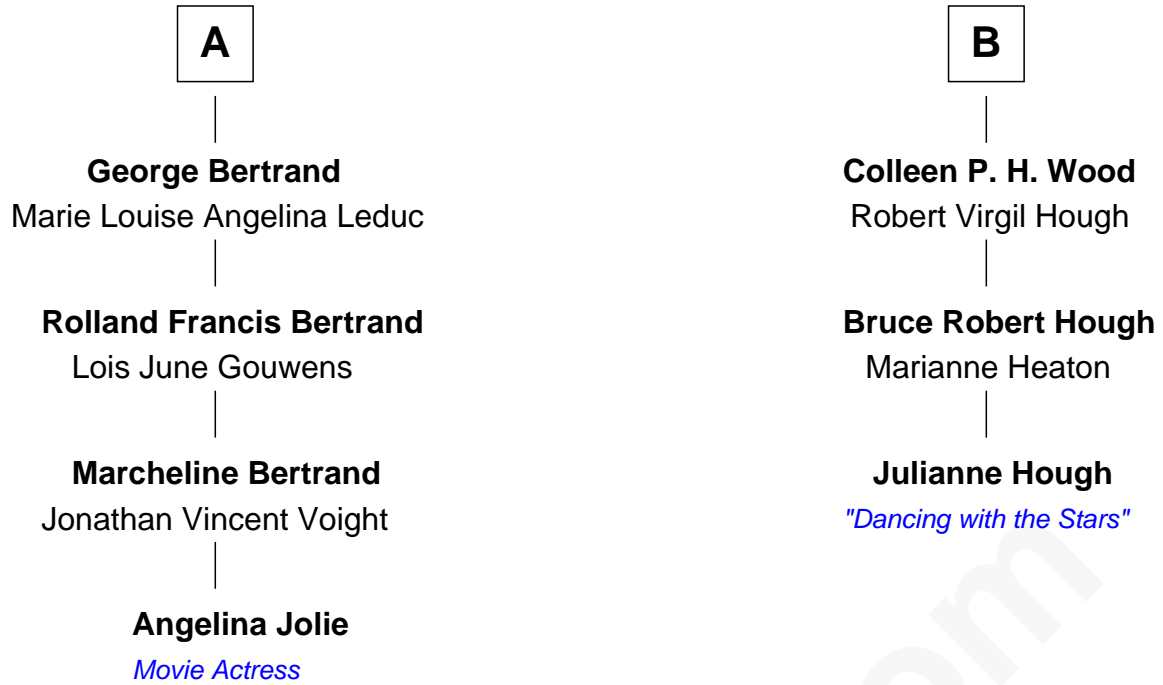 A
George Bertrand
Marie Louise Angelina Leduc
Rolland Francis Bertrand
Lois June Gouwens
Marcheline Bertrand
Jonathan Vincent Voight
Angelina Jolie
Movie Actress
B
Colleen P. H. Wood
Robert Virgil Hough
Bruce Robert Hough
Marianne Heaton
Julianne Hough
"Dancing with the Stars"
om